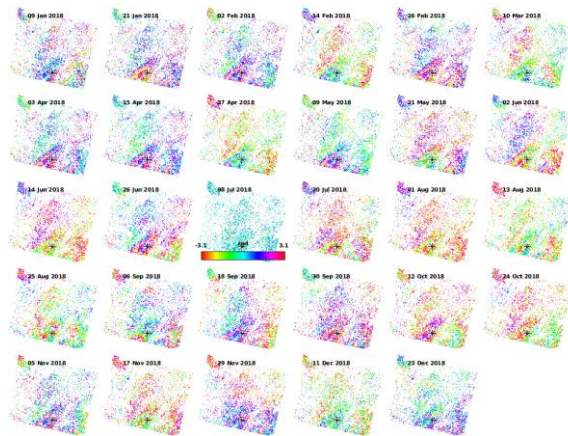 09 Jan 2018
21 Jan 2018
02 Feb 2018
14 Feb 2018
26 Feb 2018
10 Mar 2018
03 Apr 2018
15 Apr 2018
27 Apr 2018
09 May 2018
21 May 2018
02 Jun 2018
14 Jun 2018
26 Jun 2018
08 Jul 2018
20 Jul 2018
01 Aug 2018
13 Aug 2018
-3.1 rad 3.1
25 Aug 2018
06 Sep 2018
18 Sep 2018
30 Sep 2018
12 Oct 2018
24 Oct 2018
05 Nov 2018
17 Nov 2018
29 Nov 2018
11 Dec 2018
23 Dec 2018